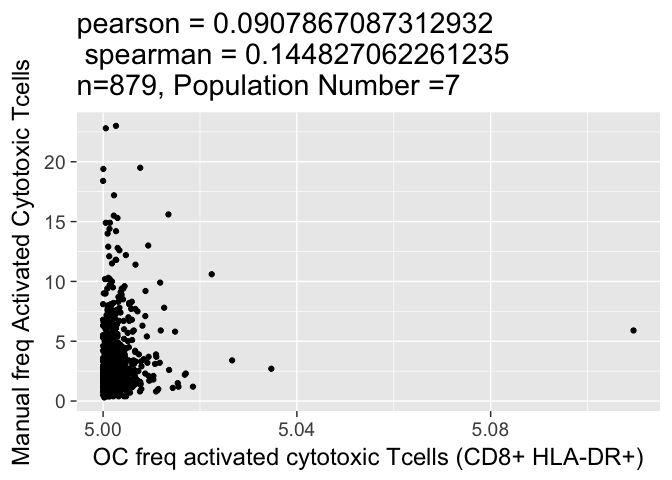 pearson = 0.0907867087312932
spearman = 0.144827062261235
n=879, Population Number =7
Manual freq Activated Cytotoxic Tcells
20
15
10
5
0
5.00 5.04 5.08
OC freq activated cytotoxic Tcells (CD8+ HLA-DR+)